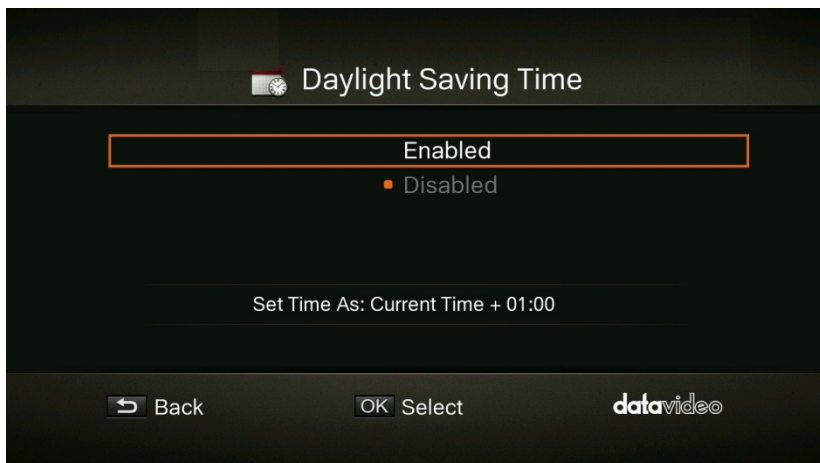 Daylight Saving Time
Enabled
Disabled
Set Time As: Current Time + 01:00
Back
OK Select
datavideo